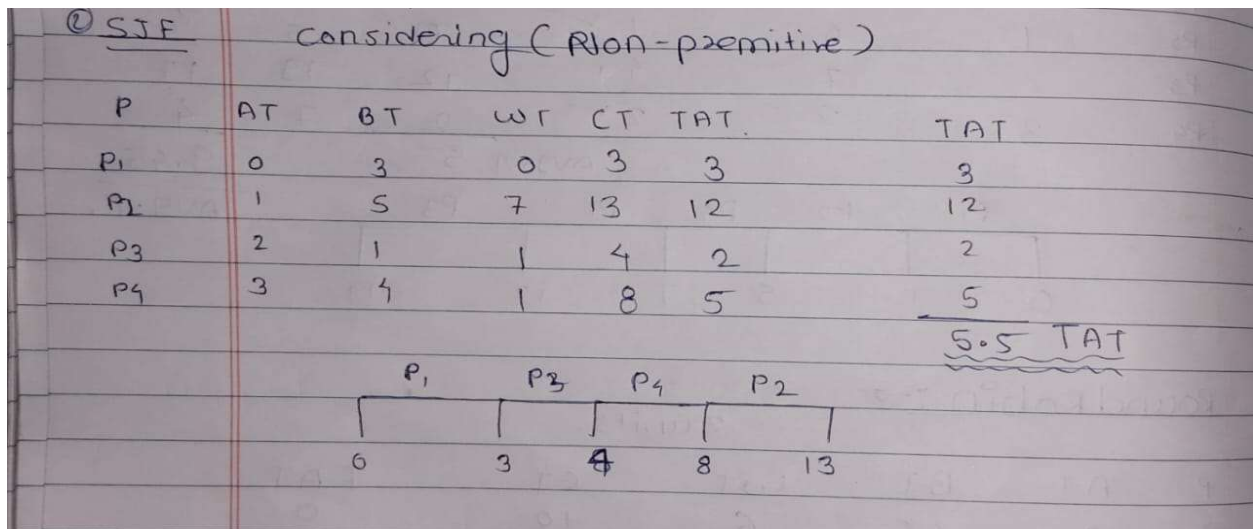 ② SJF considering (Non-premitive)
P AT BT WT CT TAT. TAT
P1 0 3 0 3 3 3
P2 1 5 7 13 12 12
P3 2 1 1 4 2 2
P4 3 4 1 8 5 5
5.5 TAT
P1 P3 P4 P2
0 3 4 8 13